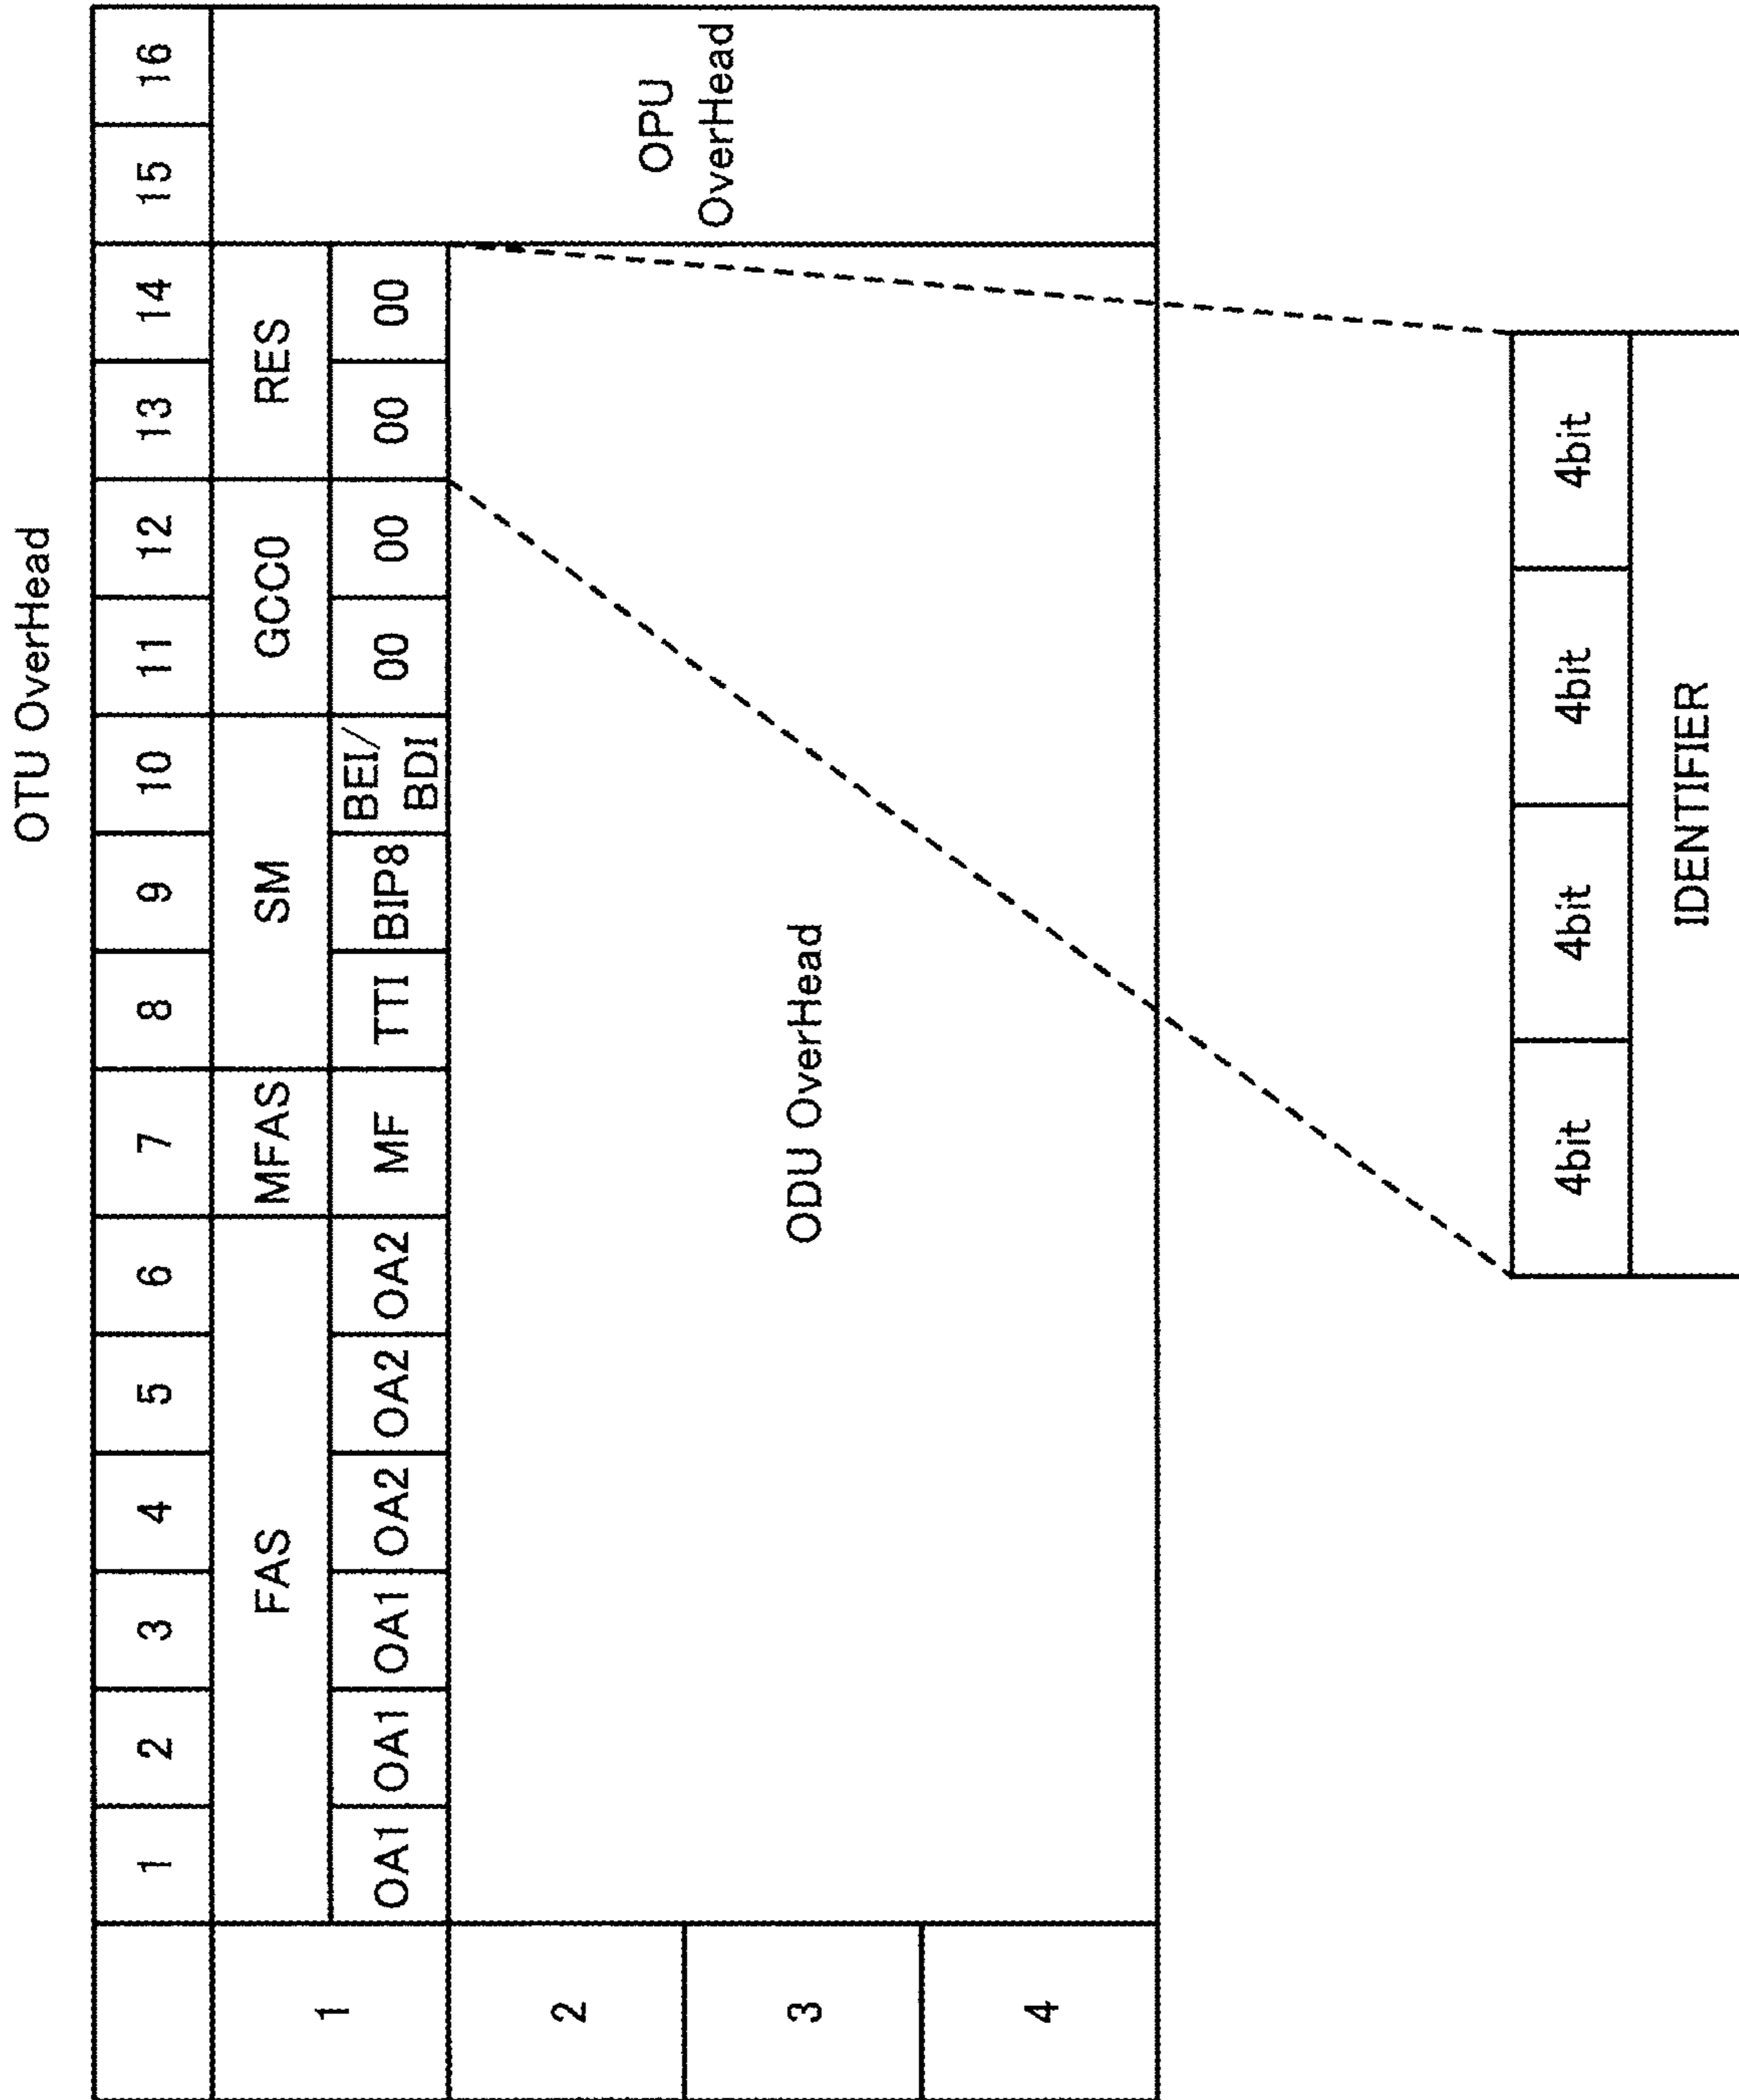 OTU OverHead
1 2 3 4 5 6 7 8 9 10 11 12 13 14 15 16
1 FAS MFAS SM GCC0 RES
OA1 OA1 OA1 OA2 OA2 OA2 MF TTI BIP8 BEI/ 00 00 00 00
BDI
2
3 ODU OverHead
4
OPU
OverHead
4bit 4bit 4bit 4bit
IDENTIFIER